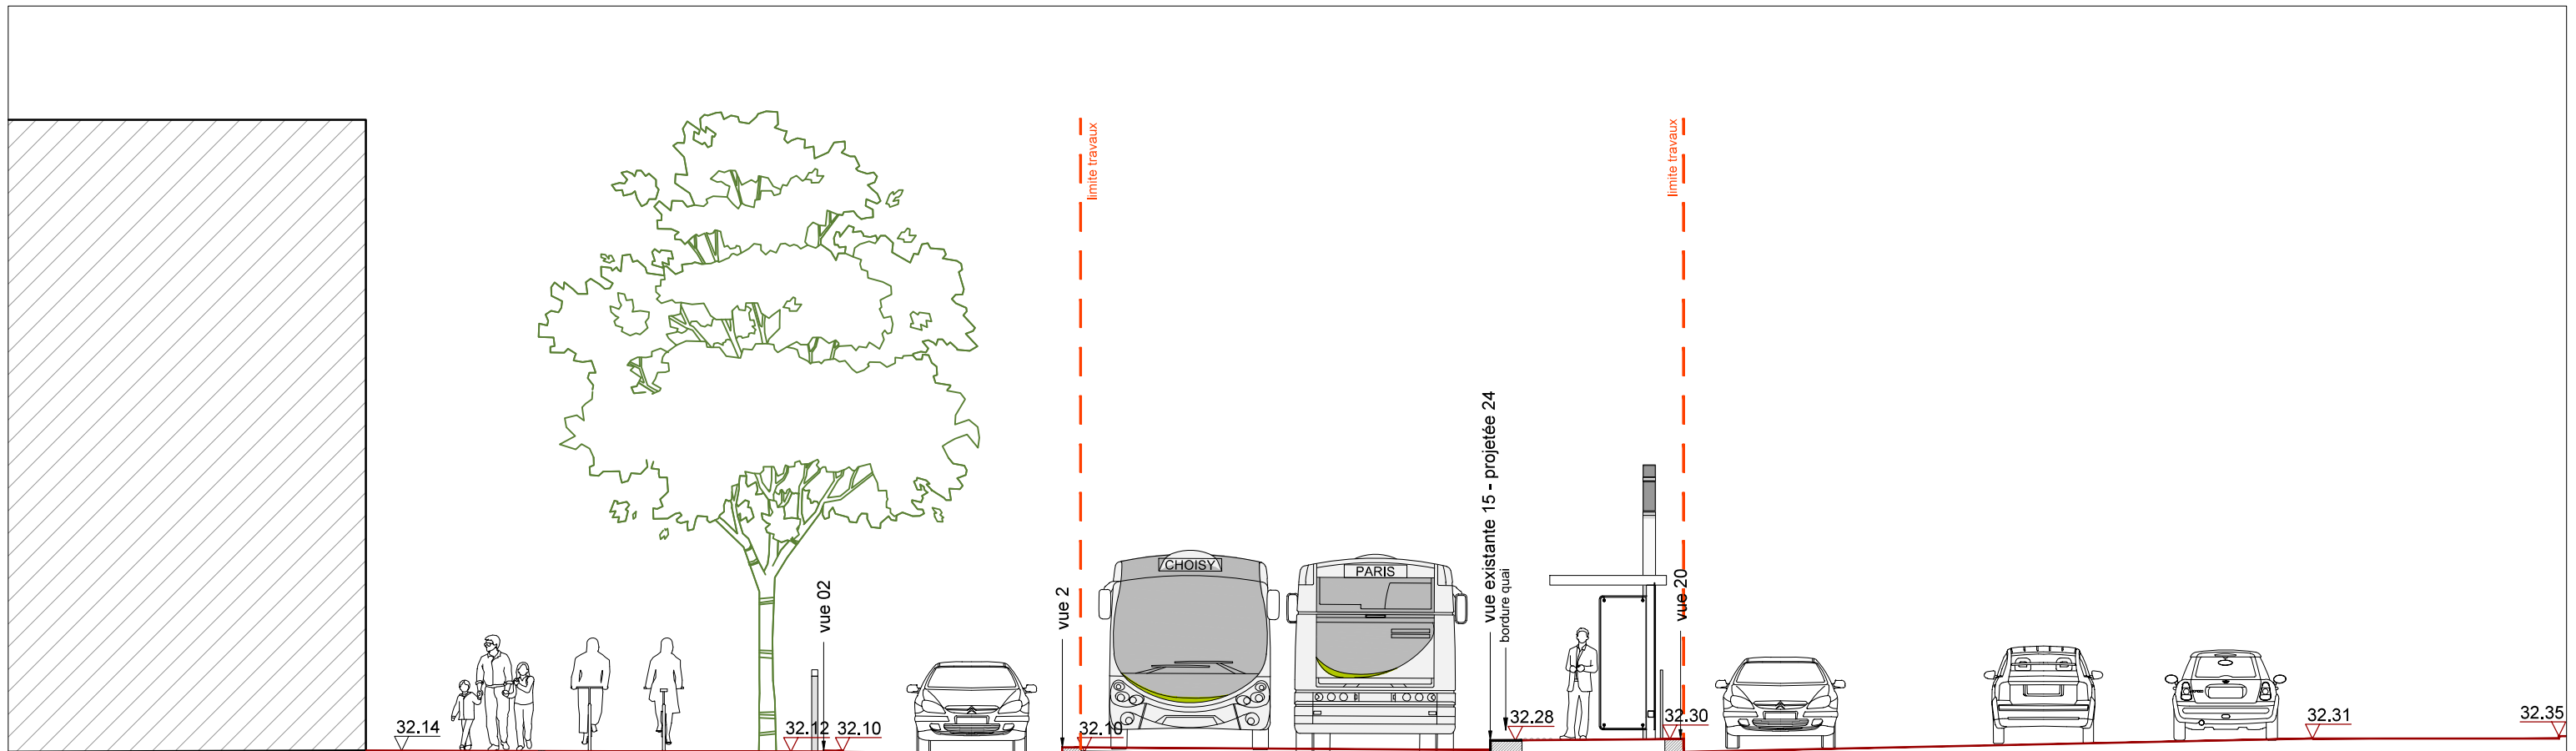 limite travaux
limite travaux
vue existante 15 - projetée 24
bordure quai
CHOISY
PARIS
vue 02
vue 2
vue 20
32.14
32.12
32.10
32.10
32.28
32.30
32.31
32.35